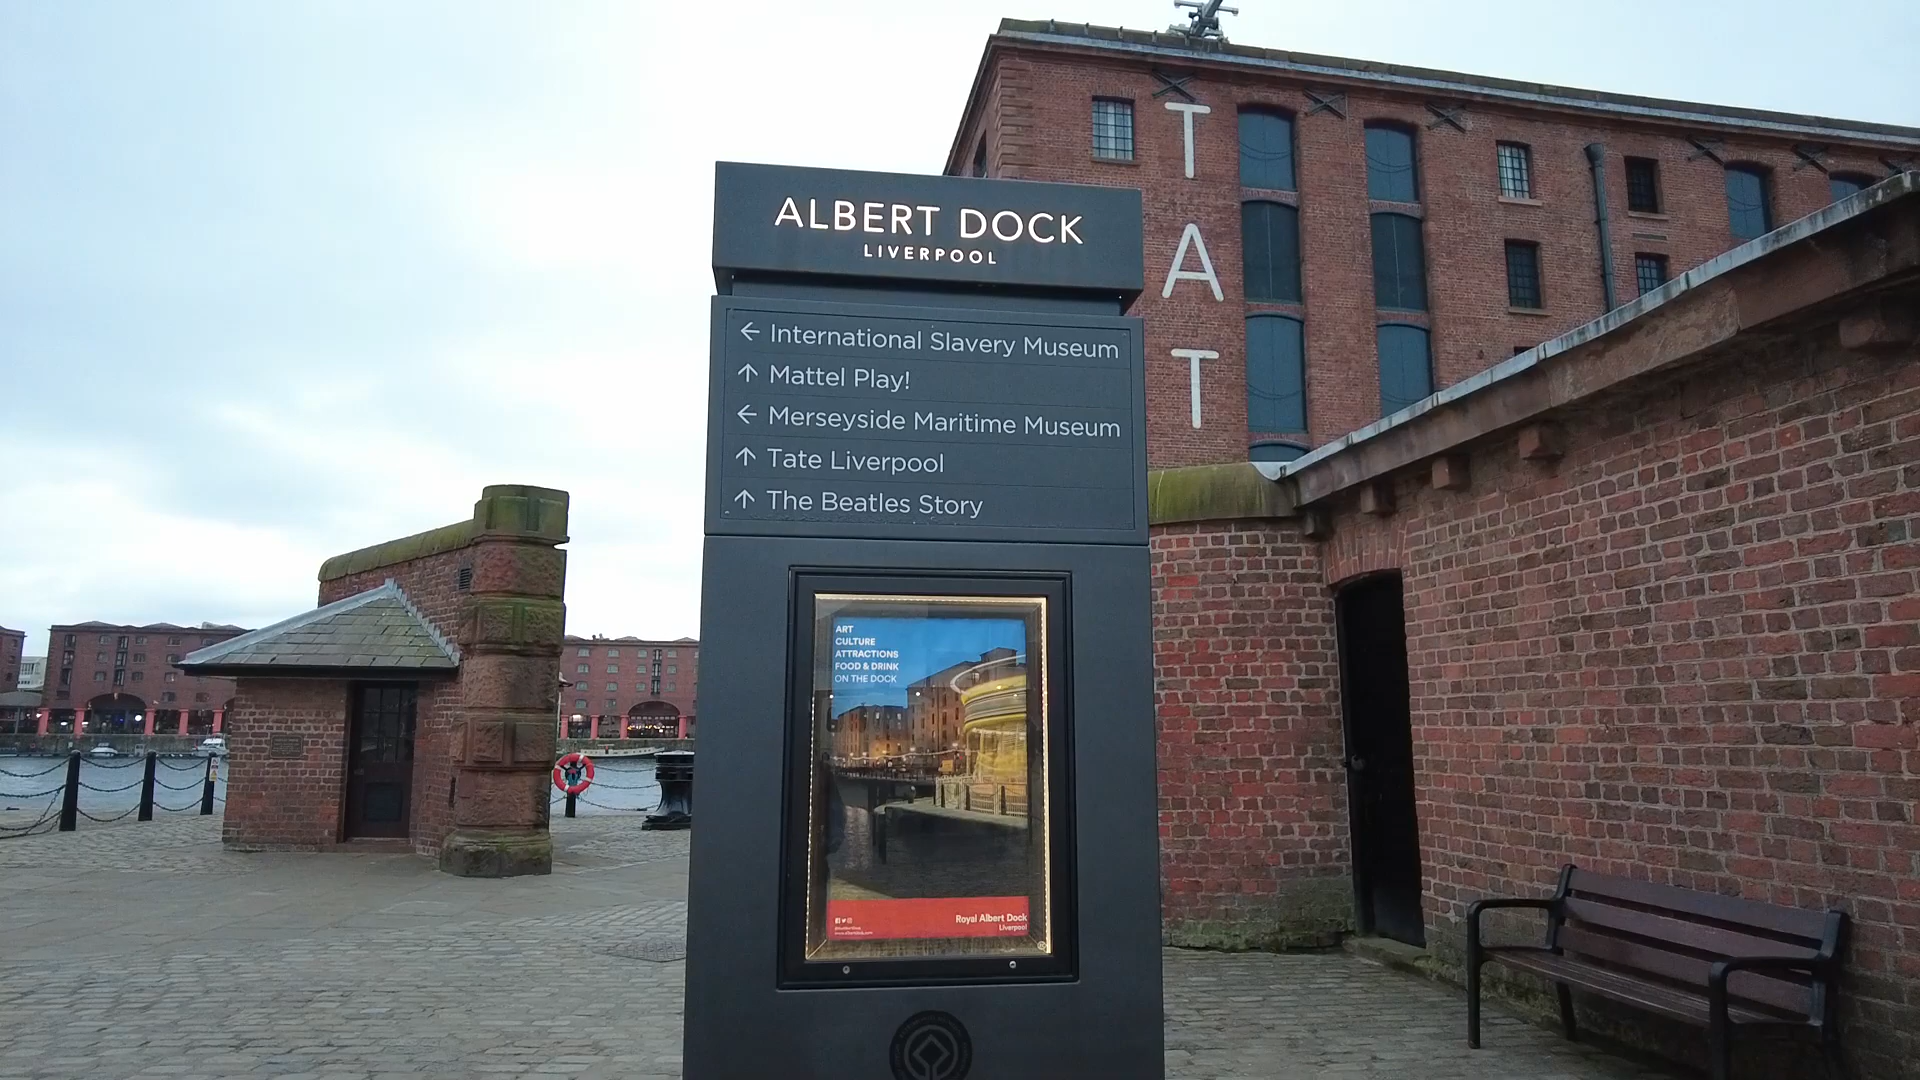 ALBERT DOCK
LIVERPOOL
← International Slavery Museum
↑ Mattel Play!
← Merseyside Maritime Museum
↑ Tate Liverpool
↑ The Beatles Story
ART
CULTURE
ATTRACTIONS
FOOD & DRINK
ON THE DOCK
Royal Albert Dock
Liverpool
T
A
T